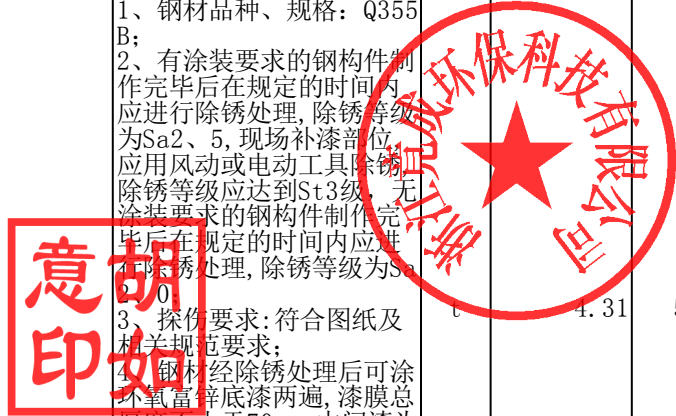 1、钢材品种、规格：Q355
B;
2、有涂装要求的钢构件制
作完毕后在规定的时间内
应进行除锈处理,除锈等级
为Sa2、5,现场补漆部位,
应用风动或电动工具除锈,
除锈等级应达到St3级，无
涂装要求的钢构件制作完
毕后在规定的时间内应进
行除锈处理,除锈等级为Sa
2、0;
3、探伤要求:符合图纸及
相关规范要求;
4、钢材经除锈处理后可涂
环氧富锌底漆两遍,漆膜总
t
4.31
浙江竞成环保科技有限公司
胡如
意印